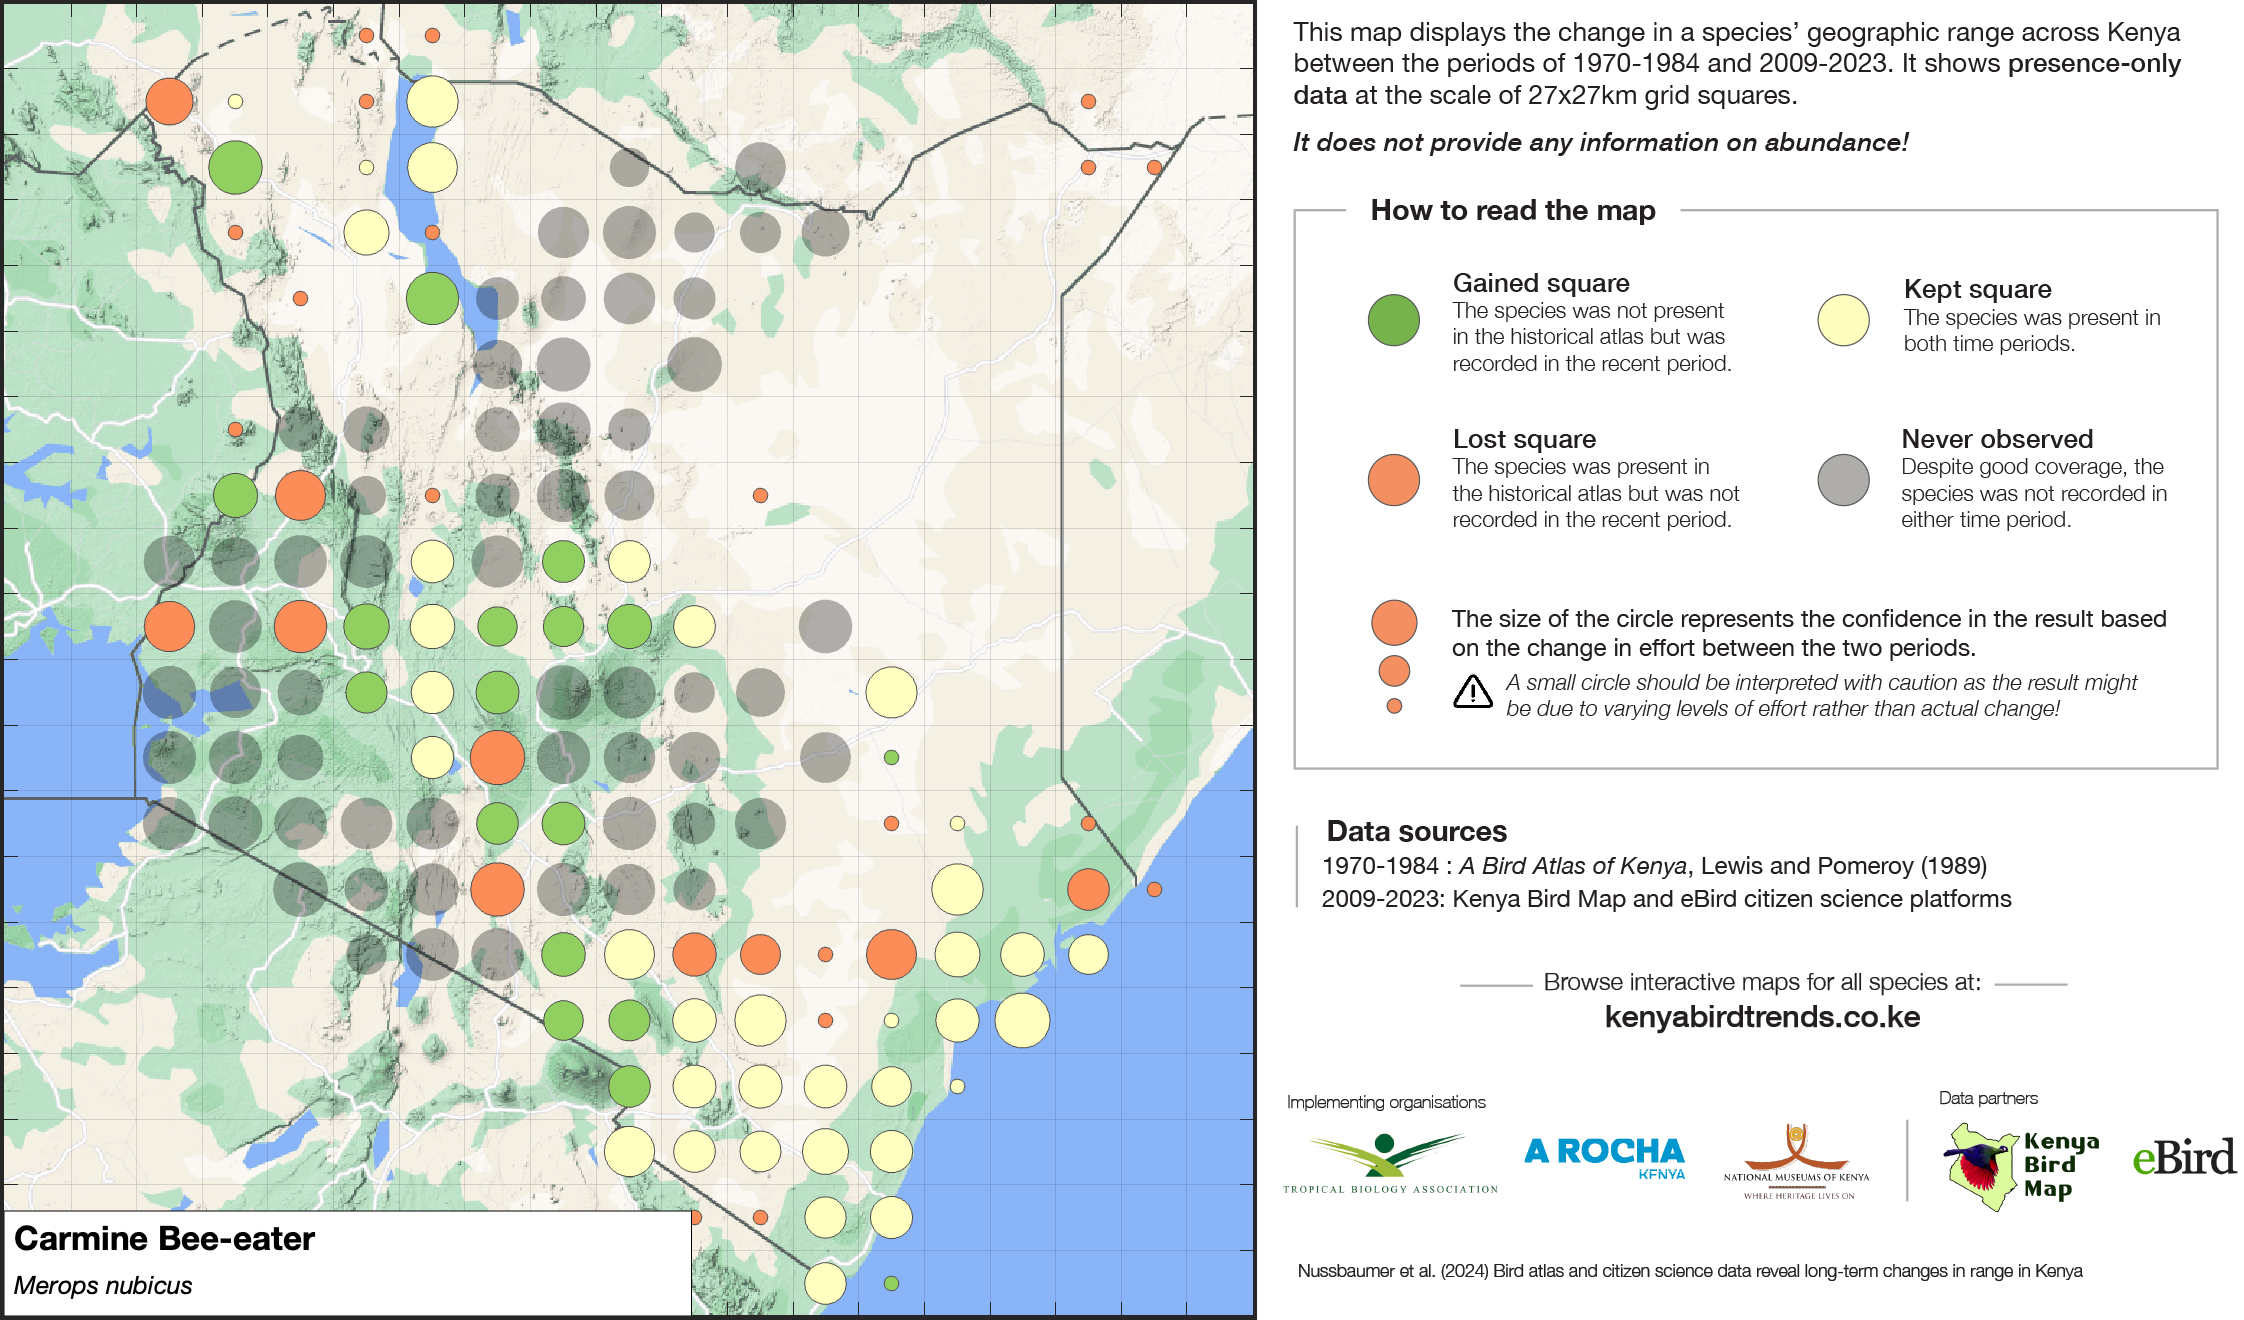 This map displays the change in a species’ geographic range across Kenya
between the periods of 1970-1984 and 2009-2023. It shows presence-only
data at the scale of 27x27km grid squares.
It does not provide any information on abundance!
How to read the map
Gained square
The species was not present
in the historical atlas but was
recorded in the recent period.
Kept square
The species was present in
both time periods.
Lost square
The species was present in
the historical atlas but was not
recorded in the recent period.
Never observed
Despite good coverage, the
species was not recorded in
either time period.
The size of the circle represents the confidence in the result based
on the change in effort between the two periods.
A small circle should be interpreted with caution as the result might
be due to varying levels of effort rather than actual change!
Data sources
1970-1984 : A Bird Atlas of Kenya, Lewis and Pomeroy (1989)
2009-2023: Kenya Bird Map and eBird citizen science platforms
Browse interactive maps for all species at:
kenyabirdtrends.co.ke
Implementing organisations
Data partners
TROPICAL BIOLOGY ASSOCIATION
A ROCHA
KENYA
NATIONAL MUSEUMS OF KENYA
WHERE HERITAGE LIVES ON
Kenya
Bird
Map
eBird
Carmine Bee-eater
Merops nubicus
Nussbaumer et al. (2024) Bird atlas and citizen science data reveal long-term changes in range in Kenya